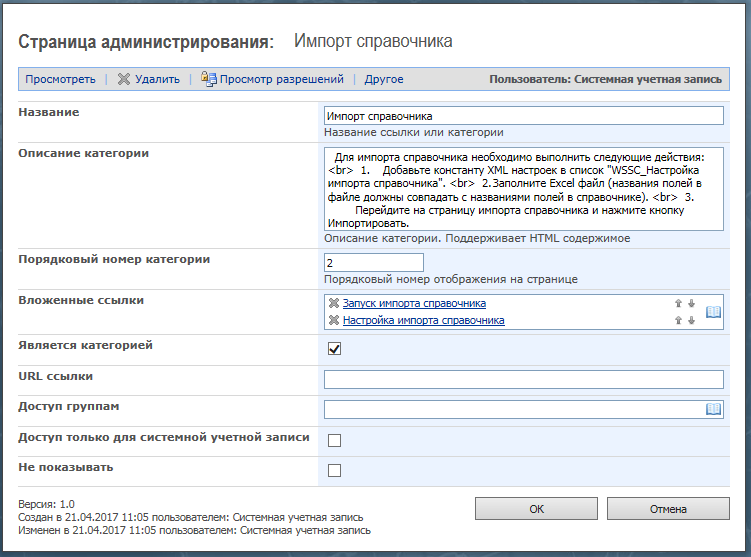 Страница администрирования: Импорт справочника
Просмотреть | Удалить | Просмотр разрешений | Другое Пользователь: Системная учетная запись
Название
Импорт справочника
Название ссылки или категории
Описание категории
Для импорта справочника необходимо выполнить следующие действия:
<br> 1. Добавьте константу XML настроек в список "WSSC_Настройка
импорта справочника". <br> 2.Заполните Excel файл (названия полей в
файле должны совпадать с названиями полей в справочнике). <br> 3.
Перейдите на страницу импорта справочника и нажмите кнопку
Импортировать.
Описание категории. Поддерживает HTML содержимое
Порядковый номер категории
2
Порядковый номер отображения на странице
Вложенные ссылки
Запуск импорта справочника
Настройка импорта справочника
Является категорией
URL ссылки
Доступ группам
Доступ только для системной учетной записи
Не показывать
Версия: 1.0
Создан в 21.04.2017 11:05 пользователем: Системная учетная запись
Изменен в 21.04.2017 11:05 пользователем: Системная учетная запись
ОК
Отмена